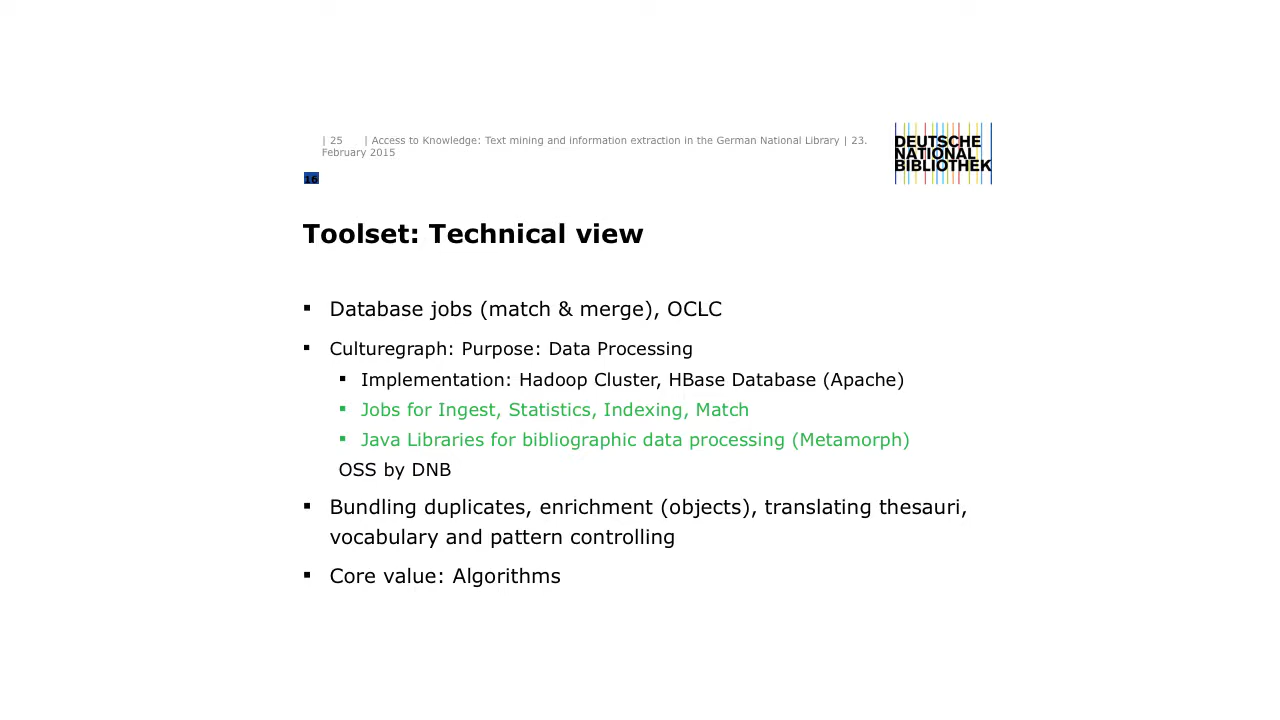 | 25 | Access to Knowledge: Text mining and information extraction in the German National Library | 23.
February 2015
DEUTSCHE
NATIONAL
BIBLIOTHEK
16
Toolset: Technical view
▪ Database jobs (match & merge), OCLC
▪ Culturegraph: Purpose: Data Processing
▪ Implementation: Hadoop Cluster, HBase Database (Apache)
▪ Jobs for Ingest, Statistics, Indexing, Match
▪ Java Libraries for bibliographic data processing (Metamorph)
OSS by DNB
▪ Bundling duplicates, enrichment (objects), translating thesauri,
vocabulary and pattern controlling
▪ Core value: Algorithms